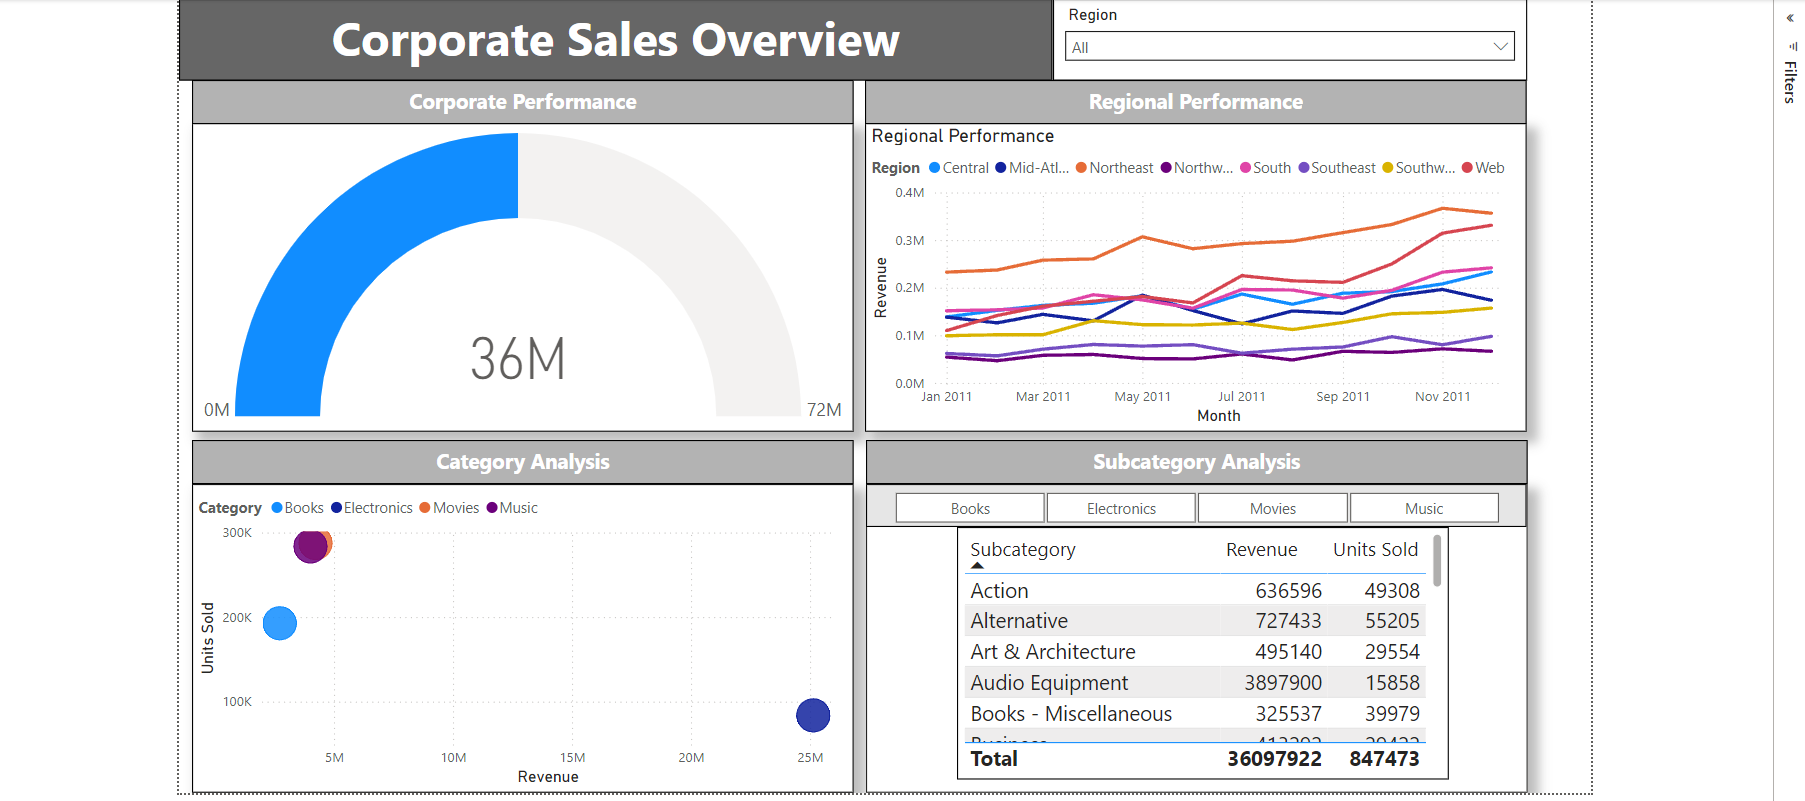 Corporate Sales Overview
Region
All
Filters
Corporate Performance
36M
0M
72M
Regional Performance
Regional Performance
Region Central Mid-Atl... Northeast Northw... South Southeast Southw... Web
0.4M
0.3M
0.2M
0.1M
0.0M
Revenue
Jan 2011 Mar 2011 May 2011 Jul 2011 Sep 2011 Nov 2011
Month
Category Analysis
Category Books Electronics Movies Music
300K
200K
100K
Units Sold
5M 10M 15M 20M 25M
Revenue
Subcategory Analysis
Books Electronics Movies Music
Subcategory Revenue Units Sold
Action 636596 49308
Alternative 727433 55205
Art & Architecture 495140 29554
Audio Equipment 3897900 15858
Books - Miscellaneous 325537 39979
Total 36097922 847473